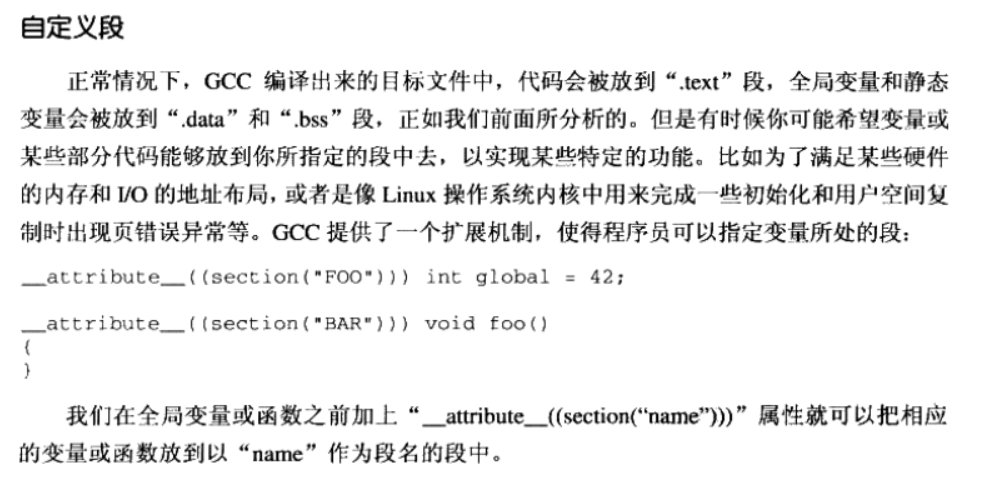 自定义段
正常情况下，GCC 编译出来的目标文件中，代码会被放到“.text”段，全局变量和静态
变量会被放到“.data”和“.bss”段，正如我们前面所分析的。但是有时候你可能希望变量或
某些部分代码能够放到你所指定的段中去，以实现某些特定的功能。比如为了满足某些硬件
的内存和 I/O 的地址布局，或者是像 Linux 操作系统内核中用来完成一些初始化和用户空间复
制时出现页错误异常等。GCC 提供了一个扩展机制，使得程序员可以指定变量所处的段：
__attribute__((section("FOO"))) int global = 42;
__attribute__((section("BAR"))) void foo()
{
}
我们在全局变量或函数之前加上“__attribute__((section(“name”)))”属性就可以把相应
的变量或函数放到以“name”作为段名的段中。